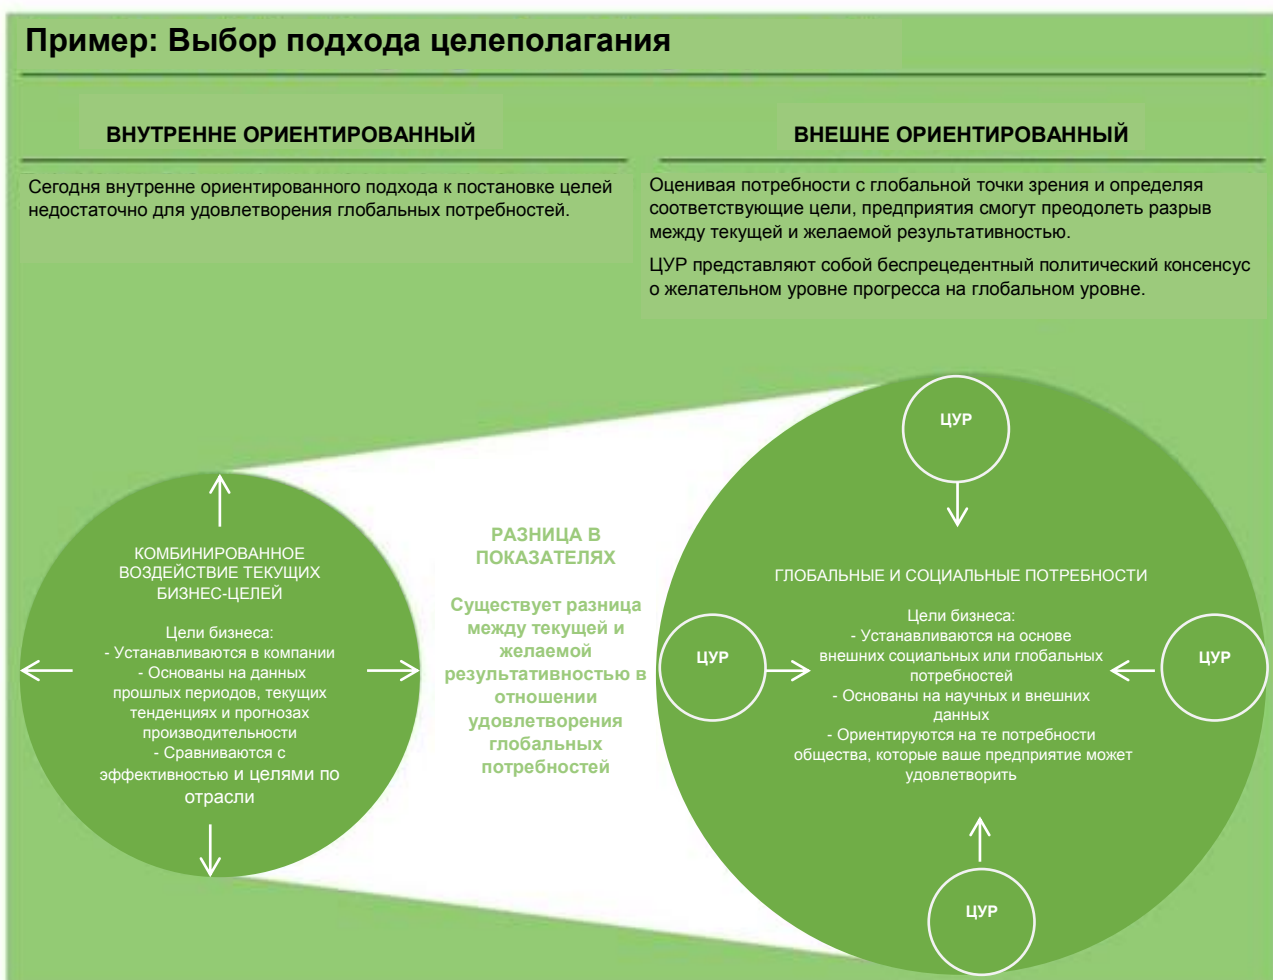 Пример: Выбор подхода целеполагания
ВНУТРЕННЕ ОРИЕНТИРОВАННЫЙ
Сегодня внутренне ориентированного подхода к постановке целей
недостаточно для удовлетворения глобальных потребностей.
ВНЕШНЕ ОРИЕНТИРОВАННЫЙ
Оценивая потребности с глобальной точки зрения и определяя
соответствующие цели, предприятия смогут преодолеть разрыв
между текущей и желаемой результативностью.
ЦУР представляют собой беспрецедентный политический консенсус
о желательном уровне прогресса на глобальном уровне.
КОМБИНИРОВАННОЕ
ВОЗДЕЙСТВИЕ ТЕКУЩИХ
БИЗНЕС-ЦЕЛЕЙ
Цели бизнеса:
- Устанавливаются в компании
- Основаны на данных
прошлых периодов, текущих
тенденциях и прогнозах
производительности
- Сравниваются с
эффективностью и целями по
отрасли
РАЗНИЦА В
ПОКАЗАТЕЛЯХ
Существует разница
между текущей и
желаемой
результативностью в
отношении
удовлетворения
глобальных
потребностей
ЦУР
ГЛОБАЛЬНЫЕ И СОЦИАЛЬНЫЕ ПОТРЕБНОСТИ
ЦУР
Цели бизнеса:
- Устанавливаются на основе
внешних социальных или глобальных
потребностей
- Основаны на научных и внешних
данных
- Ориентируются на те потребности
общества, которые ваше предприятие может
удовлетворить
ЦУР
ЦУР